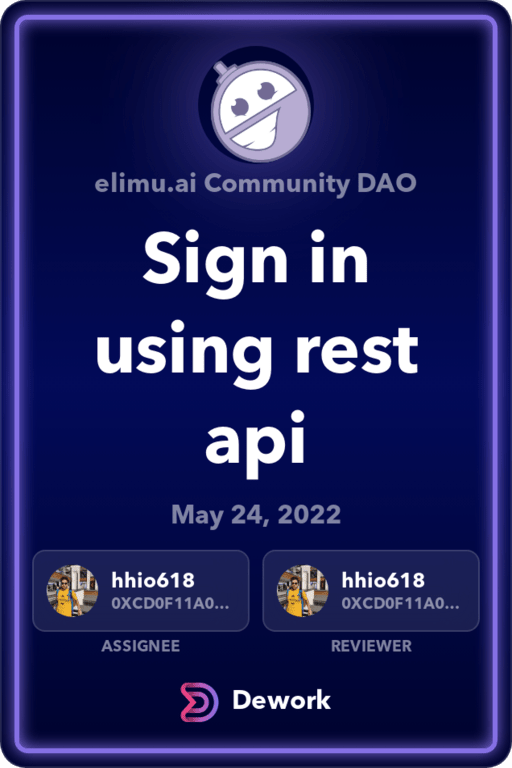 elimu.ai Community DAO
Sign in
using rest
api
May 24, 2022
hhio618
0XCD0F11A0...
ASSIGNEE
hhio618
0XCD0F11A0...
REVIEWER
Dework